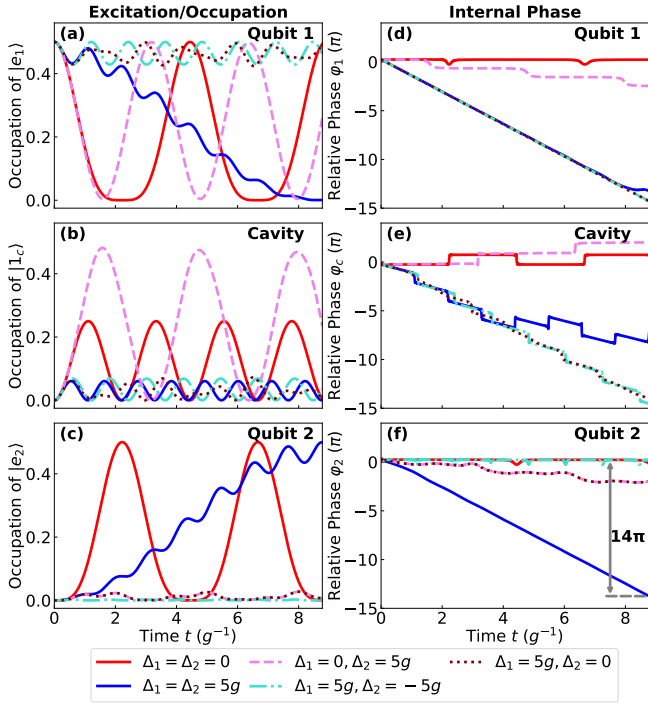 Excitation/Occupation
Internal Phase
(a) Qubit 1
Occupation of |e₁⟩
0.4
0.2
0.0
(d) Qubit 1
Relative Phase φ₁ (π)
0
−5
−10
−15
(b) Cavity
Occupation of |1_c⟩
0.6
0.4
0.2
0.0
(e) Cavity
Relative Phase φ_c (π)
0
−5
−10
−15
(c) Qubit 2
Occupation of |e₂⟩
0.4
0.2
0.0
0 2 4 6 8
Time t (g⁻¹)
(f) Qubit 2
Relative Phase φ₂ (π)
0
−5
−10
−15
14π
0 2 4 6 8
Time t (g⁻¹)
Δ₁ = Δ₂ = 0
Δ₁ = 0, Δ₂ = 5g
Δ₁ = 5g, Δ₂ = 0
Δ₁ = Δ₂ = 5g
Δ₁ = 5g, Δ₂ = −5g